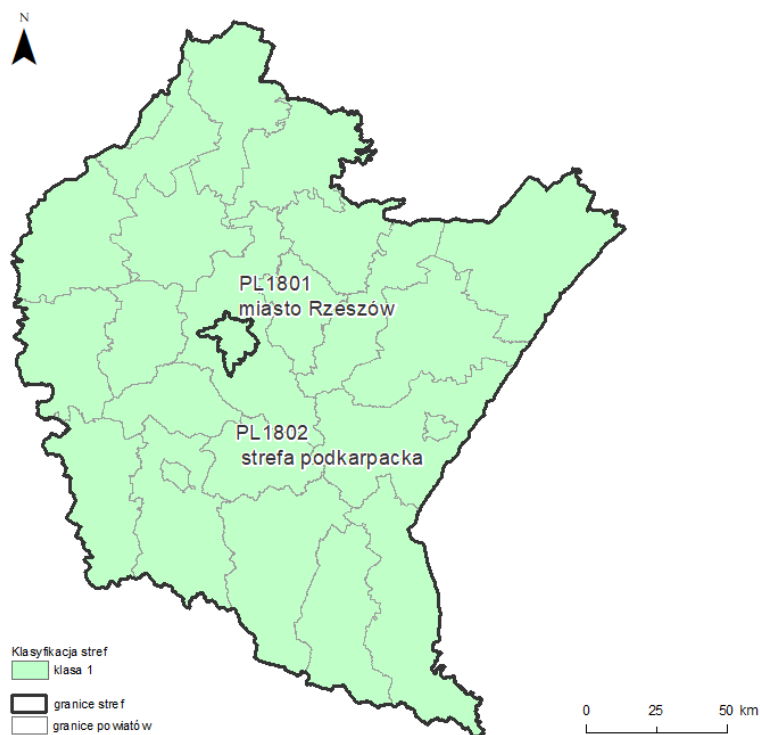 N
PL1801
miasto Rzeszów
PL1802
strefa podkarpacka
Klasyfikacja stref
klasa 1
granice stref
granice powiatów
0 25 50 km